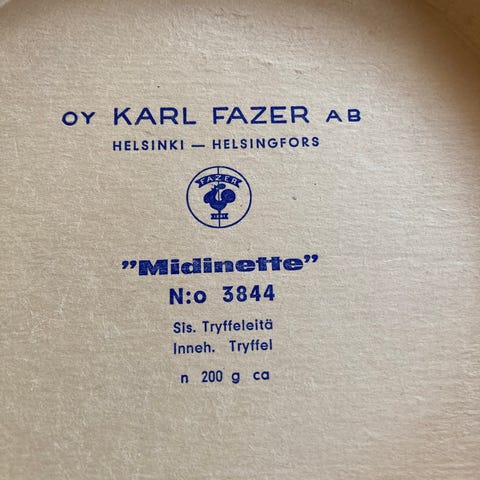 OY KARL FAZER AB
HELSINKI — HELSINGFORS
FAZER
"Midinette"
N:o 3844
Sis. Tryffeleitä
Inneh. Tryffel
n 200 g ca